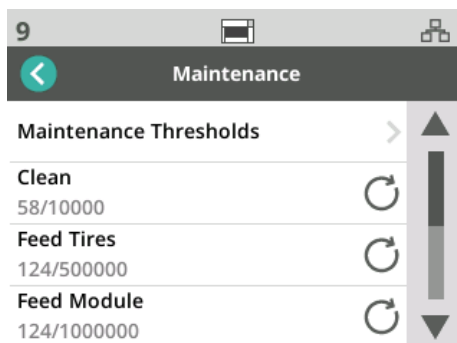 9
Maintenance
Maintenance Thresholds
Clean
58/10000
Feed Tires
124/500000
Feed Module
124/1000000